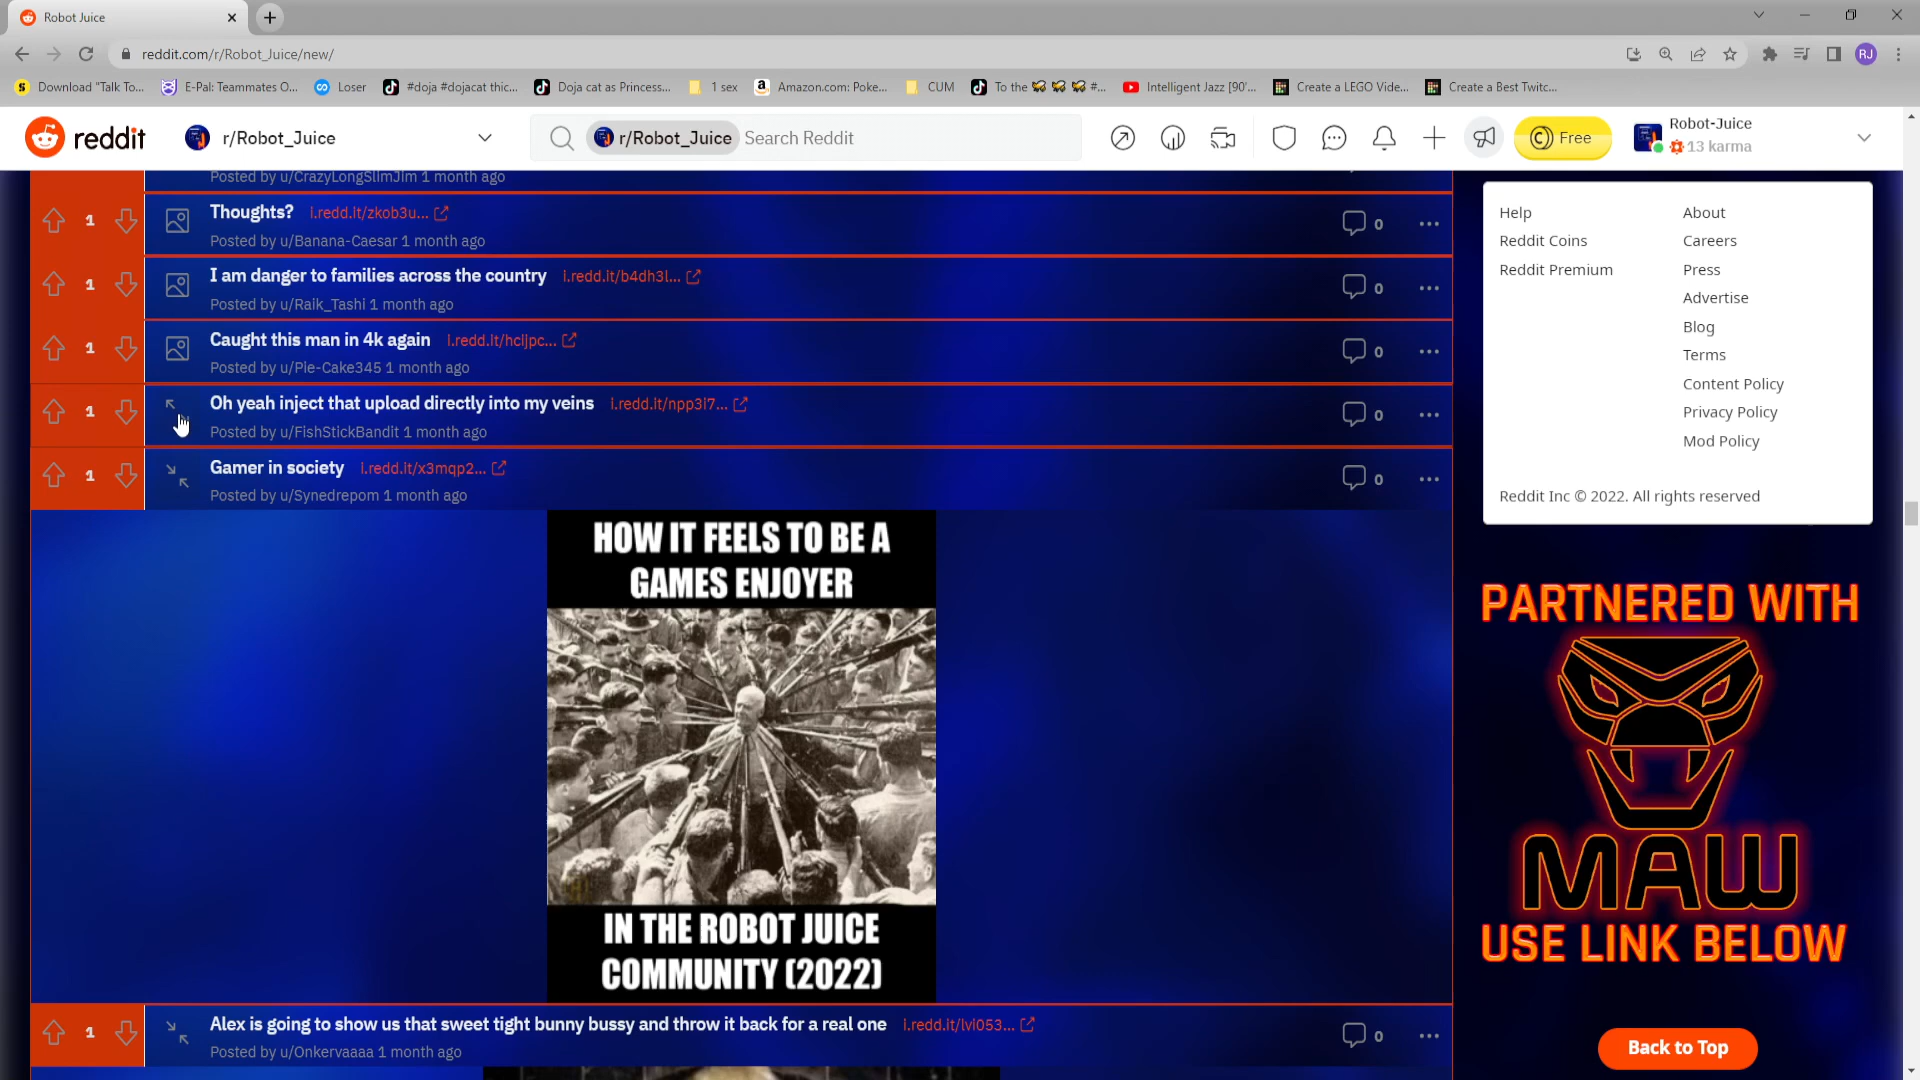 Robot Juice
reddit.com/r/Robot_Juice/new/
RJ
Download "Talk To... E-Pal: Teammates O... Loser #doja #dojacat thic... Doja cat as Princess... 1 sex Amazon.com: Poke... CUM To the 🐝 🐝 🐝 #... Intelligent Jazz [90'... Create a LEGO Vide... Create a Best Twitc...
reddit r/Robot_Juice r/Robot_Juice Search Reddit Free Robot-Juice
13 karma
Posted by u/CrazyLongSlimJim 1 month ago
1 Thoughts? i.redd.it/zkob3u... 0
Posted by u/Banana-Caesar 1 month ago
1 I am danger to families across the country i.redd.it/b4dh3l... 0
Posted by u/Raik_Tashi 1 month ago
1 Caught this man in 4k again i.redd.it/hcljpc... 0
Posted by u/Pie-Cake345 1 month ago
1 Oh yeah inject that upload directly into my veins i.redd.it/npp3i7... 0
Posted by u/FishStickBandit 1 month ago
1 Gamer in society i.redd.it/x3mqp2... 0
Posted by u/Synedrepom 1 month ago
HOW IT FEELS TO BE A
GAMES ENJOYER
IN THE ROBOT JUICE
COMMUNITY (2022)
1 Alex is going to show us that sweet tight bunny bussy and throw it back for a real one i.redd.it/lvl053... 0
Posted by u/Onkervaaaa 1 month ago
Help About
Reddit Coins Careers
Reddit Premium Press
Advertise
Blog
Terms
Content Policy
Privacy Policy
Mod Policy
Reddit Inc © 2022. All rights reserved
PARTNERED WITH
MAW
USE LINK BELOW
Back to Top